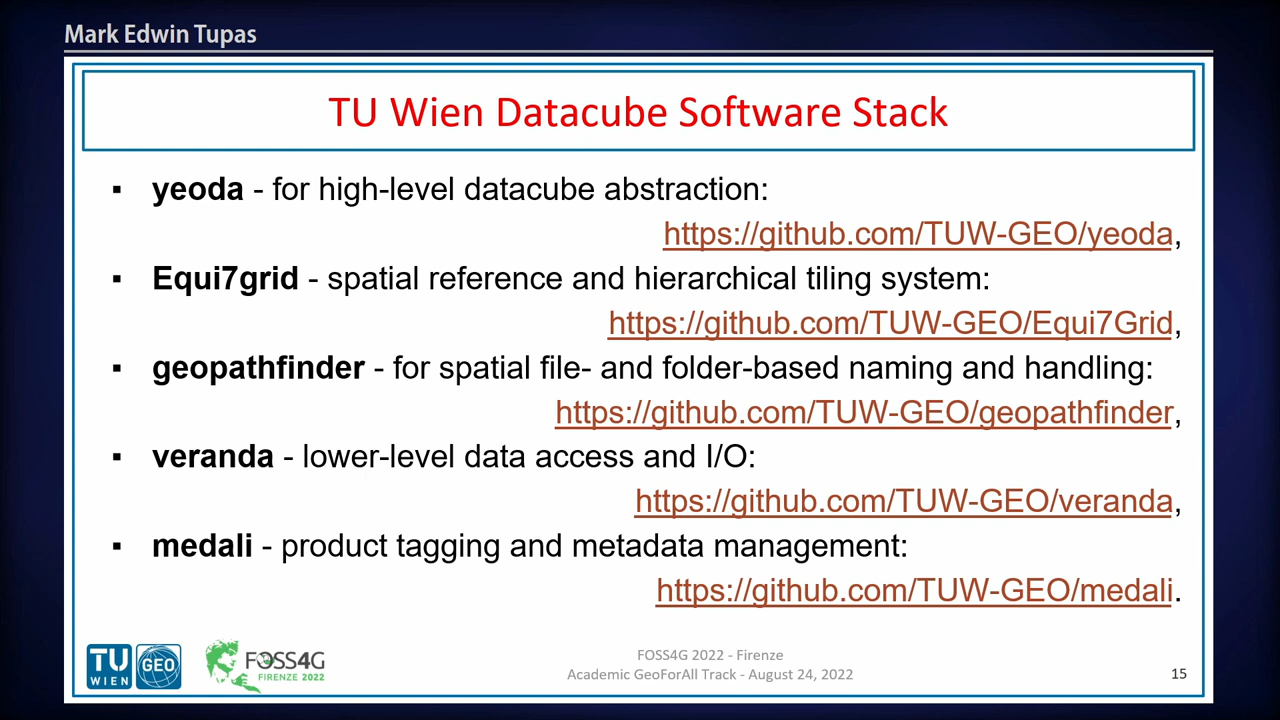 Mark Edwin Tupas
TU Wien Datacube Software Stack
▪ yeoda - for high-level datacube abstraction:
https://github.com/TUW-GEO/yeoda,
▪ Equi7grid - spatial reference and hierarchical tiling system:
https://github.com/TUW-GEO/Equi7Grid,
▪ geopathfinder - for spatial file- and folder-based naming and handling:
https://github.com/TUW-GEO/geopathfinder,
▪ veranda - lower-level data access and I/O:
https://github.com/TUW-GEO/veranda,
▪ medali - product tagging and metadata management:
https://github.com/TUW-GEO/medali.
TU
WIEN
GEO
FOSS4G
FIRENZE 2022
FOSS4G 2022 - Firenze
Academic GeoForAll Track - August 24, 2022
15